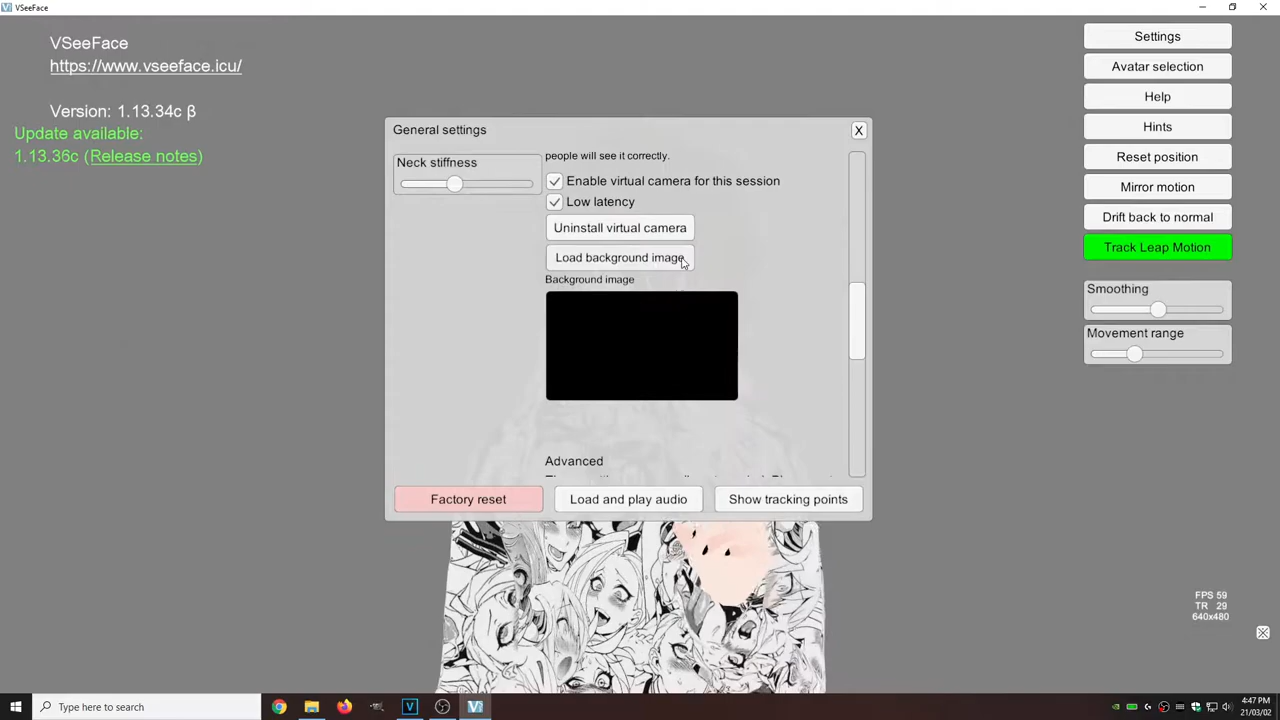 VSeeFace
VSeeFace
https://www.vseeface.icu/
Version: 1.13.34c β
Update available:
1.13.36c (Release notes)
Settings
Avatar selection
Help
Hints
Reset position
Mirror motion
Drift back to normal
Track Leap Motion
Smoothing
Movement range
General settings
X
Neck stiffness
people will see it correctly.
Enable virtual camera for this session
Low latency
Uninstall virtual camera
Load background image
Background image
Advanced
Factory reset
Load and play audio
Show tracking points
FPS 59
TR 29
640x480
Type here to search
4:47 PM
21/03/02